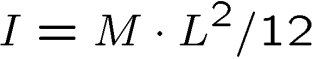 I = M · L²/12